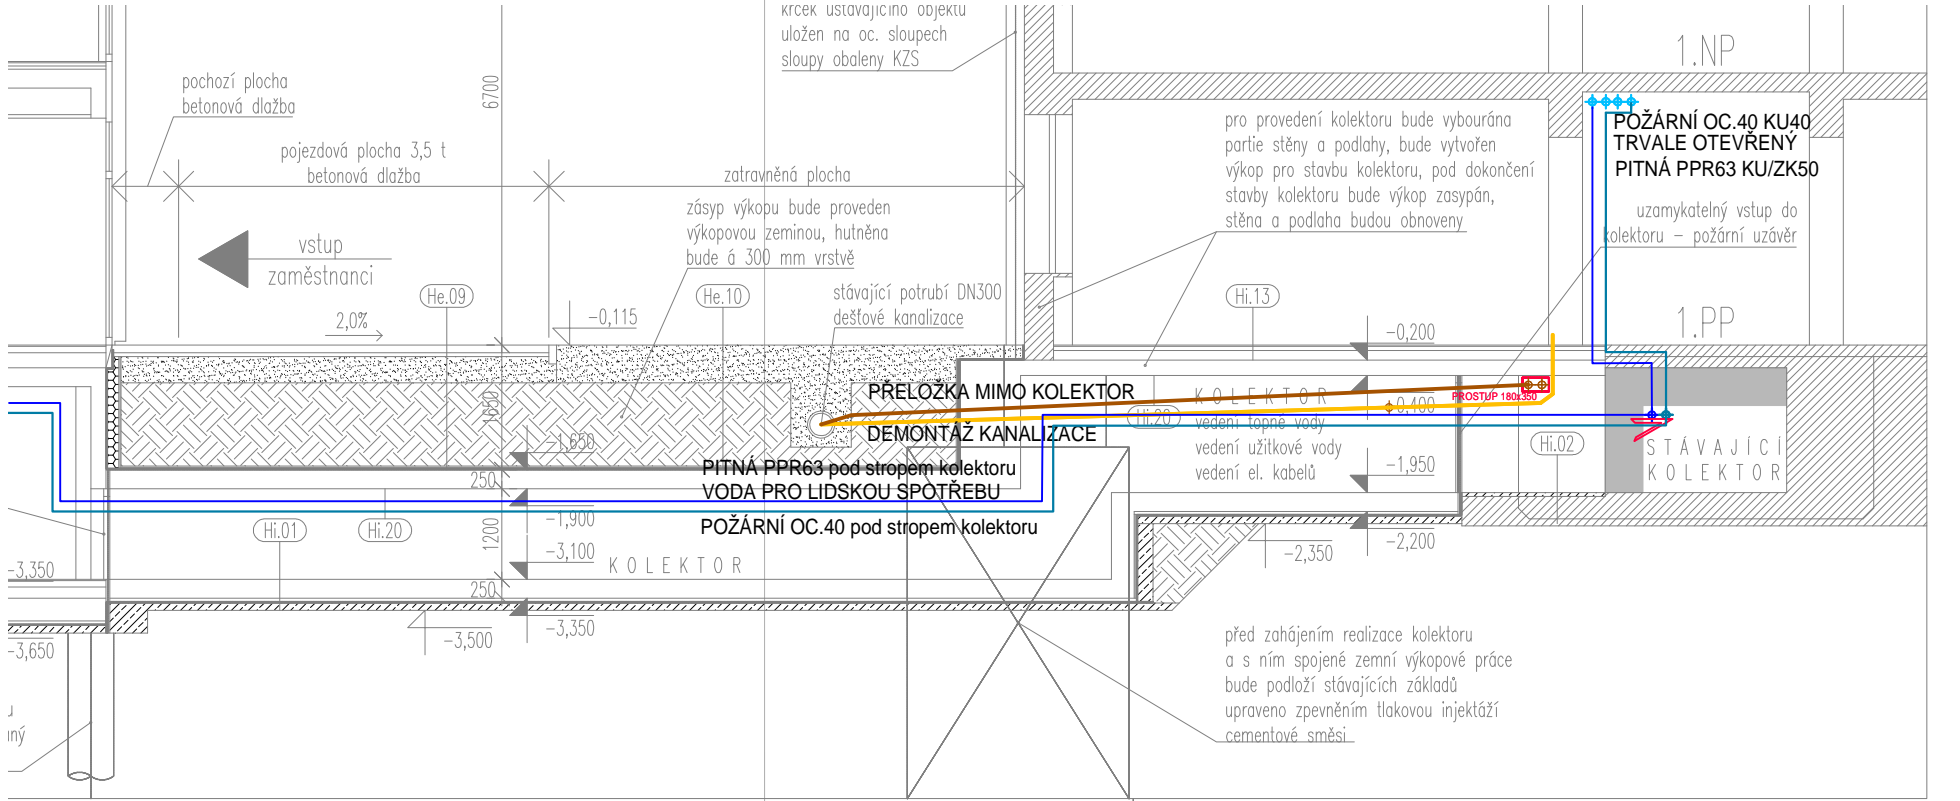 krček ustávajícího objektu
uložen na oc. sloupech
sloupy obaleny KZS
1.NP
pochozí plocha
betonová dlažba
6700
pojezdová plocha 3,5 t
betonová dlažba
zatravněná plocha
pro provedení kolektoru bude vybourána
partie stěny a podlahy, bude vytvořen
výkop pro stavbu kolektoru, pod dokončení
stavby kolektoru bude výkop zasypán,
stěna a podlaha budou obnoveny
POŽÁRNÍ OC.40 KU40
TRVALE OTEVŘENÝ
PITNÁ PPR63 KU/ZK50
uzamykatelný vstup do
kolektoru – požární uzávěr
zásyp výkopu bude proveden
výkopovou zeminou, hutněna
bude á 300 mm vrstvě
vstup
zaměstnanci
He.09
He.10
stávající potrubí DN300
dešťové kanalizace
Hi.13
2,0%
-0,115
-0,200
1.PP
PŘELOŽKA MIMO KOLEKTOR
KOLEKTOR
PROSTUP 180x350
-0,400
1650
Hi.20
vedení topné vody
vedení užitkové vody
vedení el. kabelů
DEMONTÁŽ KANALIZACE
-1,650
Hi.02
STÁVAJÍCÍ
KOLEKTOR
-1,950
PITNÁ PPR63 pod stropem kolektoru
VODA PRO LIDSKOU SPOTŘEBU
250
-1,900
POŽÁRNÍ OC.40 pod stropem kolektoru
Hi.01
Hi.20
1200
-2,200
-2,350
-3,100
KOLEKTOR
-3,350
250
-3,350
-3,500
-3,650
před zahájením realizace kolektoru
a s ním spojené zemní výkopové práce
bude podloží stávajících základů
upraveno zpevněním tlakovou injektáží
cementové směsi